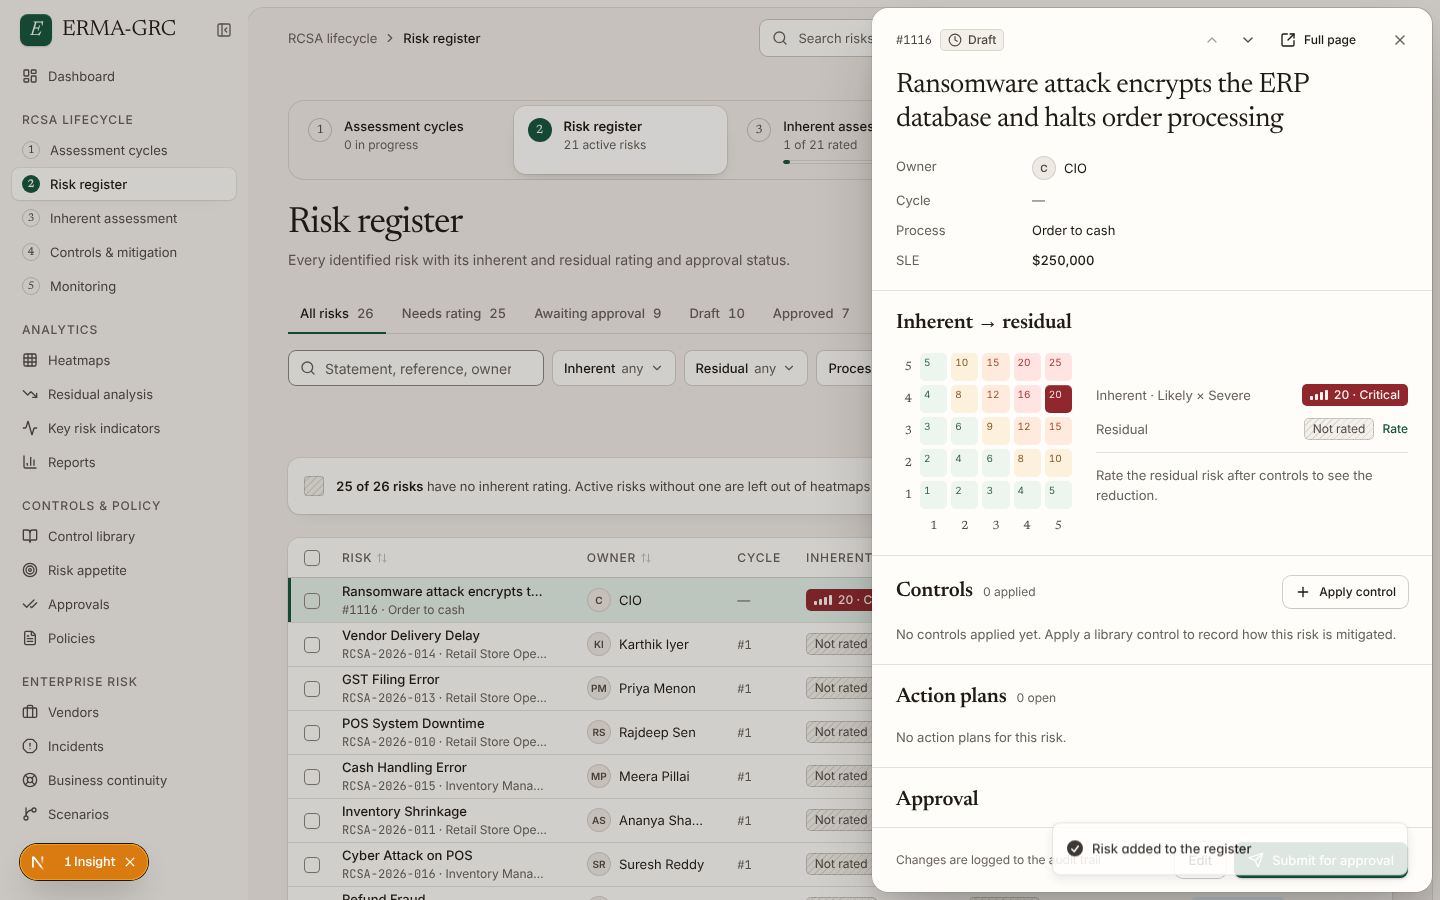 E ERMA-GRC
Dashboard
RCSA LIFECYCLE
1 Assessment cycles
2 Risk register
3 Inherent assessment
4 Controls & mitigation
5 Monitoring
ANALYTICS
Heatmaps
Residual analysis
Key risk indicators
Reports
CONTROLS & POLICY
Control library
Risk appetite
Approvals
Policies
ENTERPRISE RISK
Vendors
Incidents
Business continuity
Scenarios
N 1 Insight
RCSA lifecycle > Risk register
Search risks
1 Assessment cycles
0 in progress
2 Risk register
21 active risks
3 Inherent asses
1 of 21 rated
Risk register
Every identified risk with its inherent and residual rating and approval status.
All risks 26 Needs rating 25 Awaiting approval 9 Draft 10 Approved 7
Statement, reference, owner
Inherent any
Residual any
Proces
25 of 26 risks have no inherent rating. Active risks without one are left out of heatmaps
RISK OWNER CYCLE INHERENT
Ransomware attack encrypts t... C CIO — 20 · C
#1116 · Order to cash
Vendor Delivery Delay KI Karthik Iyer #1 Not rated
RCSA-2026-014 · Retail Store Ope...
GST Filing Error PM Priya Menon #1 Not rated
RCSA-2026-013 · Retail Store Ope...
POS System Downtime RS Rajdeep Sen #1 Not rated
RCSA-2026-010 · Retail Store Ope...
Cash Handling Error MP Meera Pillai #1 Not rated
RCSA-2026-015 · Inventory Mana...
Inventory Shrinkage AS Ananya Sha... #1 Not rated
RCSA-2026-011 · Retail Store Ope...
Cyber Attack on POS SR Suresh Reddy #1 Not rated
RCSA-2026-016 · Inventory Mana...
Refund Fraud
#1116 Draft
Full page
Ransomware attack encrypts the ERP
database and halts order processing
Owner C CIO
Cycle —
Process Order to cash
SLE $250,000
Inherent → residual
5 5 10 15 20 25
4 4 8 12 16 20
3 3 6 9 12 15
2 2 4 6 8 10
1 1 2 3 4 5
1 2 3 4 5
Inherent · Likely × Severe 20 · Critical
Residual Not rated Rate
Rate the residual risk after controls to see the
reduction.
Controls 0 applied
Apply control
No controls applied yet. Apply a library control to record how this risk is mitigated.
Action plans 0 open
No action plans for this risk.
Approval
Risk added to the register
Changes are logged to the audit trail
Edit
Submit for approval